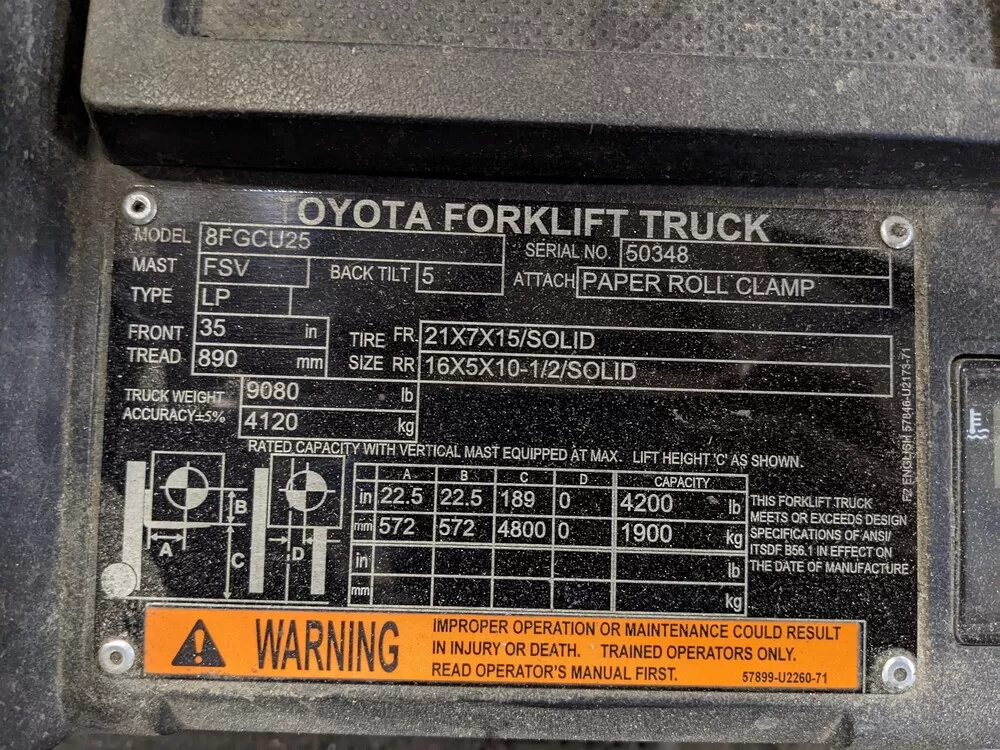 TOYOTA FORKLIFT TRUCK
MODEL 8FGCU25 SERIAL NO. 50348
MAST FSV BACK TILT 5 ATTACH PAPER ROLL CLAMP
TYPE LP
FRONT TREAD 35 in TIRE SIZE FR. 21X7X15/SOLID
890 mm RR 16X5X10-1/2/SOLID
TRUCK WEIGHT 9080 lb
ACCURACY±5% 4120 kg
RATED CAPACITY WITH VERTICAL MAST EQUIPPED AT MAX. LIFT HEIGHT 'C' AS SHOWN.
A B C D CAPACITY
in 22.5 22.5 189 0 4200 lb
mm 572 572 4800 0 1900 kg
in lb
mm kg
A B C D
THIS FORKLIFT TRUCK
MEETS OR EXCEEDS DESIGN
SPECIFICATIONS OF ANSI/
ITSDF B56.1 IN EFFECT ON
THE DATE OF MANUFACTURE
F2 ENGLISH 57846-U2173-71
WARNING
IMPROPER OPERATION OR MAINTENANCE COULD RESULT
IN INJURY OR DEATH. TRAINED OPERATORS ONLY.
READ OPERATOR'S MANUAL FIRST. 57899-U2260-71